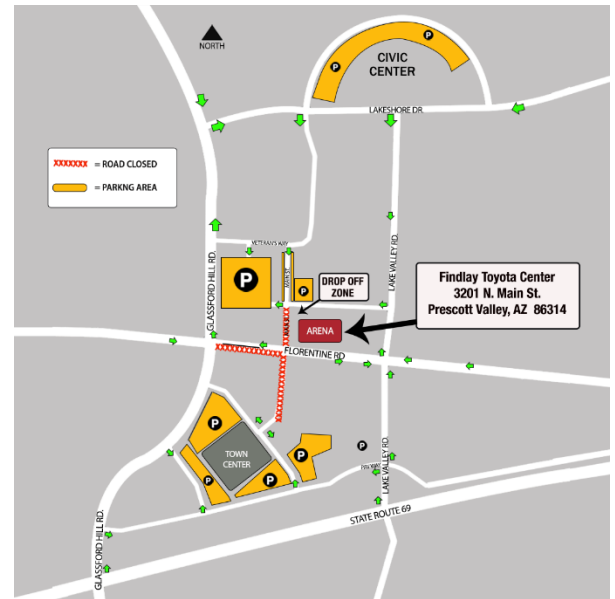 NORTH
P
P
CIVIC
CENTER
LAKESHORE DR.
XXXXXXX = ROAD CLOSED
= PARKNG AREA
GLASSFORD HILL RD.
VETERAN'S WAY
P
MAIN ST.
P
DROP OFF
ZONE
LAKE VALLEY RD.
Findlay Toyota Center
3201 N. Main St.
Prescott Valley, AZ 86314
ARENA
FLORENTINE RD
P
TOWN
CENTER
P
P
P
P
LAKE VALLEY RD.
STATE ROUTE 69
GLASSFORD HILL RD.